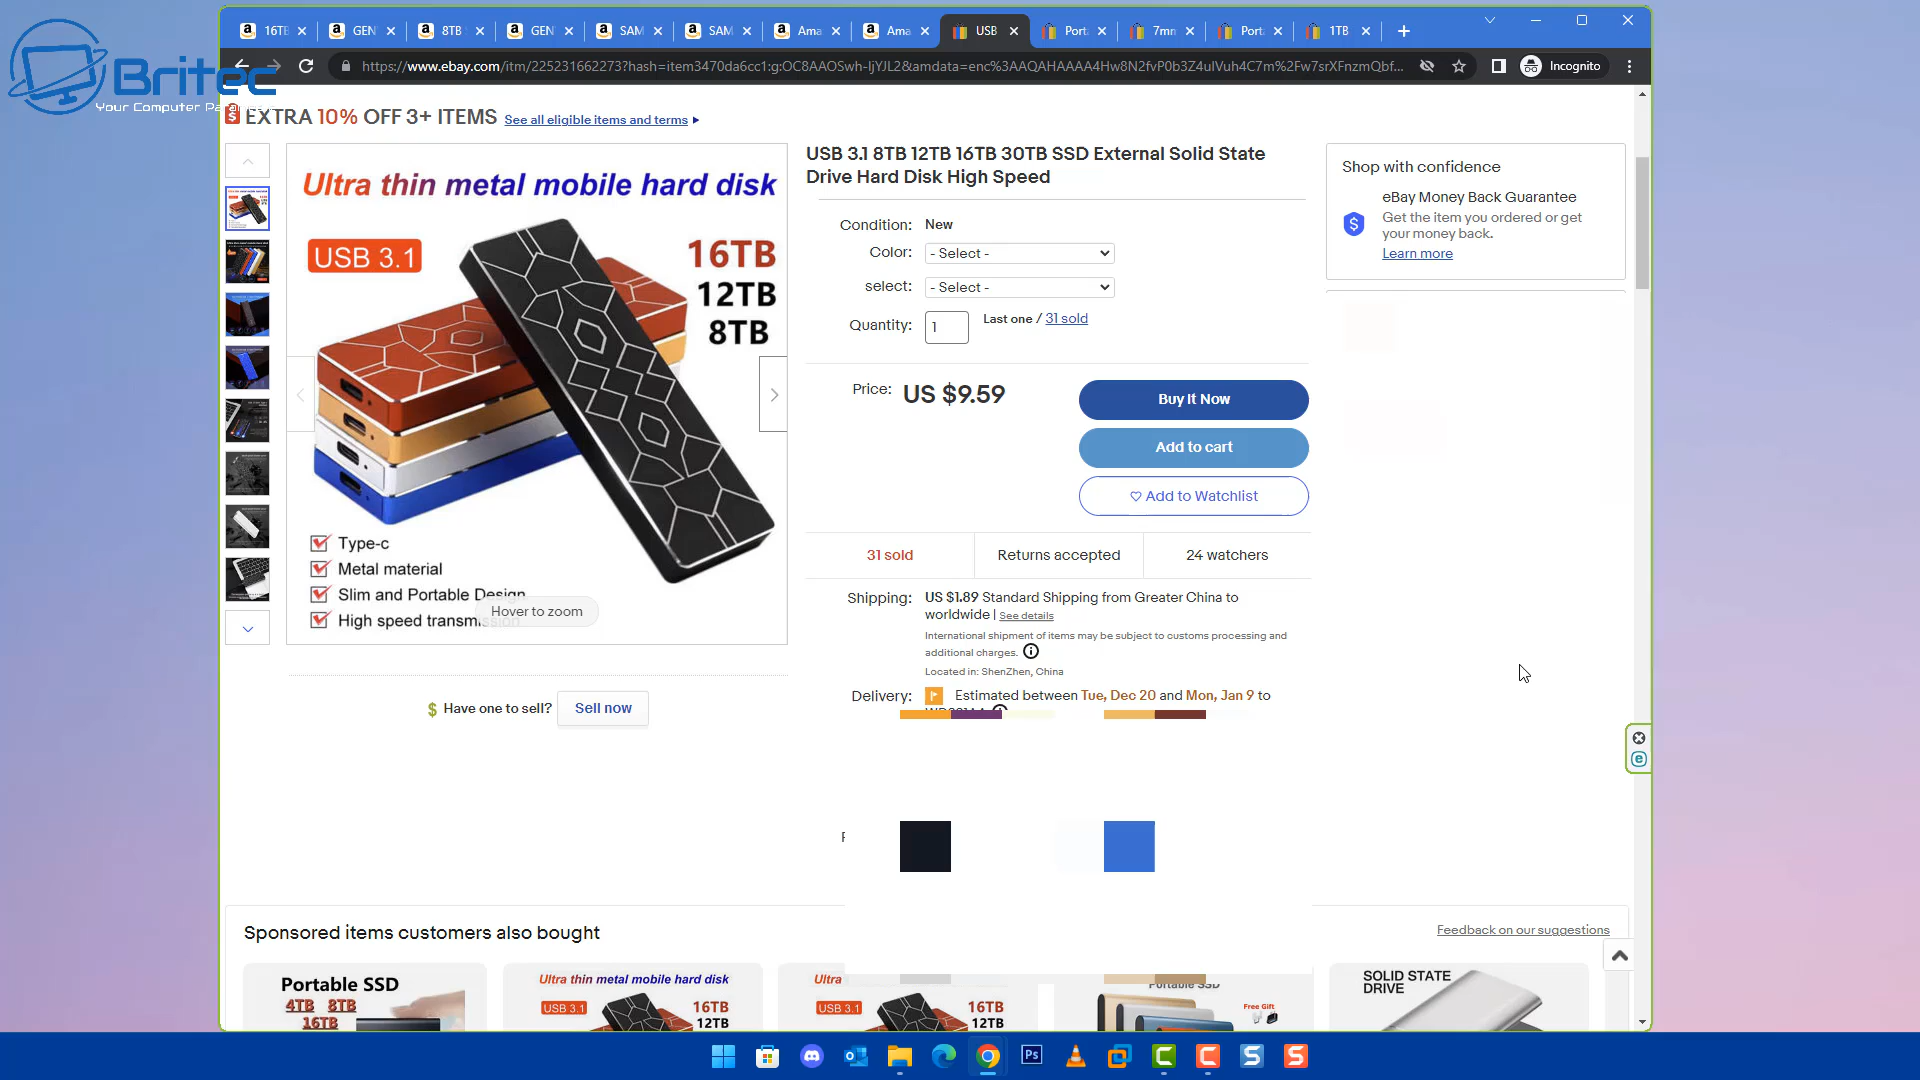 16TB
GEN
8TB
GEN
SAM
SAM
Ama
Ama
USB
Port
7mm
Port
1TB
Britec
Your Computer Pa
https://www.ebay.com/itm/225231662273?hash=item3470da6cc1:g:OC8AAOSwh-IjYJL2&amdata=enc%3AAQAHAAAA4Hw8N2fvP0b3Z4ulVuh4C7m%2Fw7srXFnzmQbf...
Incognito
EXTRA 10% OFF 3+ ITEMS See all eligible items and terms
Ultra thin metal mobile hard disk
USB 3.1
16TB
12TB
8TB
Type-c
Metal material
Slim and Portable Design
High speed transmis
Hover to zoom
Have one to sell? Sell now
USB 3.1 8TB 12TB 16TB 30TB SSD External Solid State
Drive Hard Disk High Speed
Condition: New
Color: - Select -
select: - Select -
Quantity: 1 Last one / 31 sold
Price: US $9.59
Buy It Now
Add to cart
Add to Watchlist
31 sold Returns accepted 24 watchers
Shipping: US $1.89 Standard Shipping from Greater China to
worldwide | See details
International shipment of items may be subject to customs processing and
additional charges.
Located in: ShenZhen, China
Delivery: Estimated between Tue, Dec 20 and Mon, Jan 9 to
Shop with confidence
eBay Money Back Guarantee
Get the item you ordered or get
your money back.
Learn more
Sponsored items customers also bought
Feedback on our suggestions
Portable SSD
4TB 8TB
16TB
Ultra thin metal mobile hard disk
USB 3.1
16TB
12TB
Ultra
USB 3.1
16TB
12TB
Portable SSD
Free Gift
SOLID STATE
DRIVE
Ps